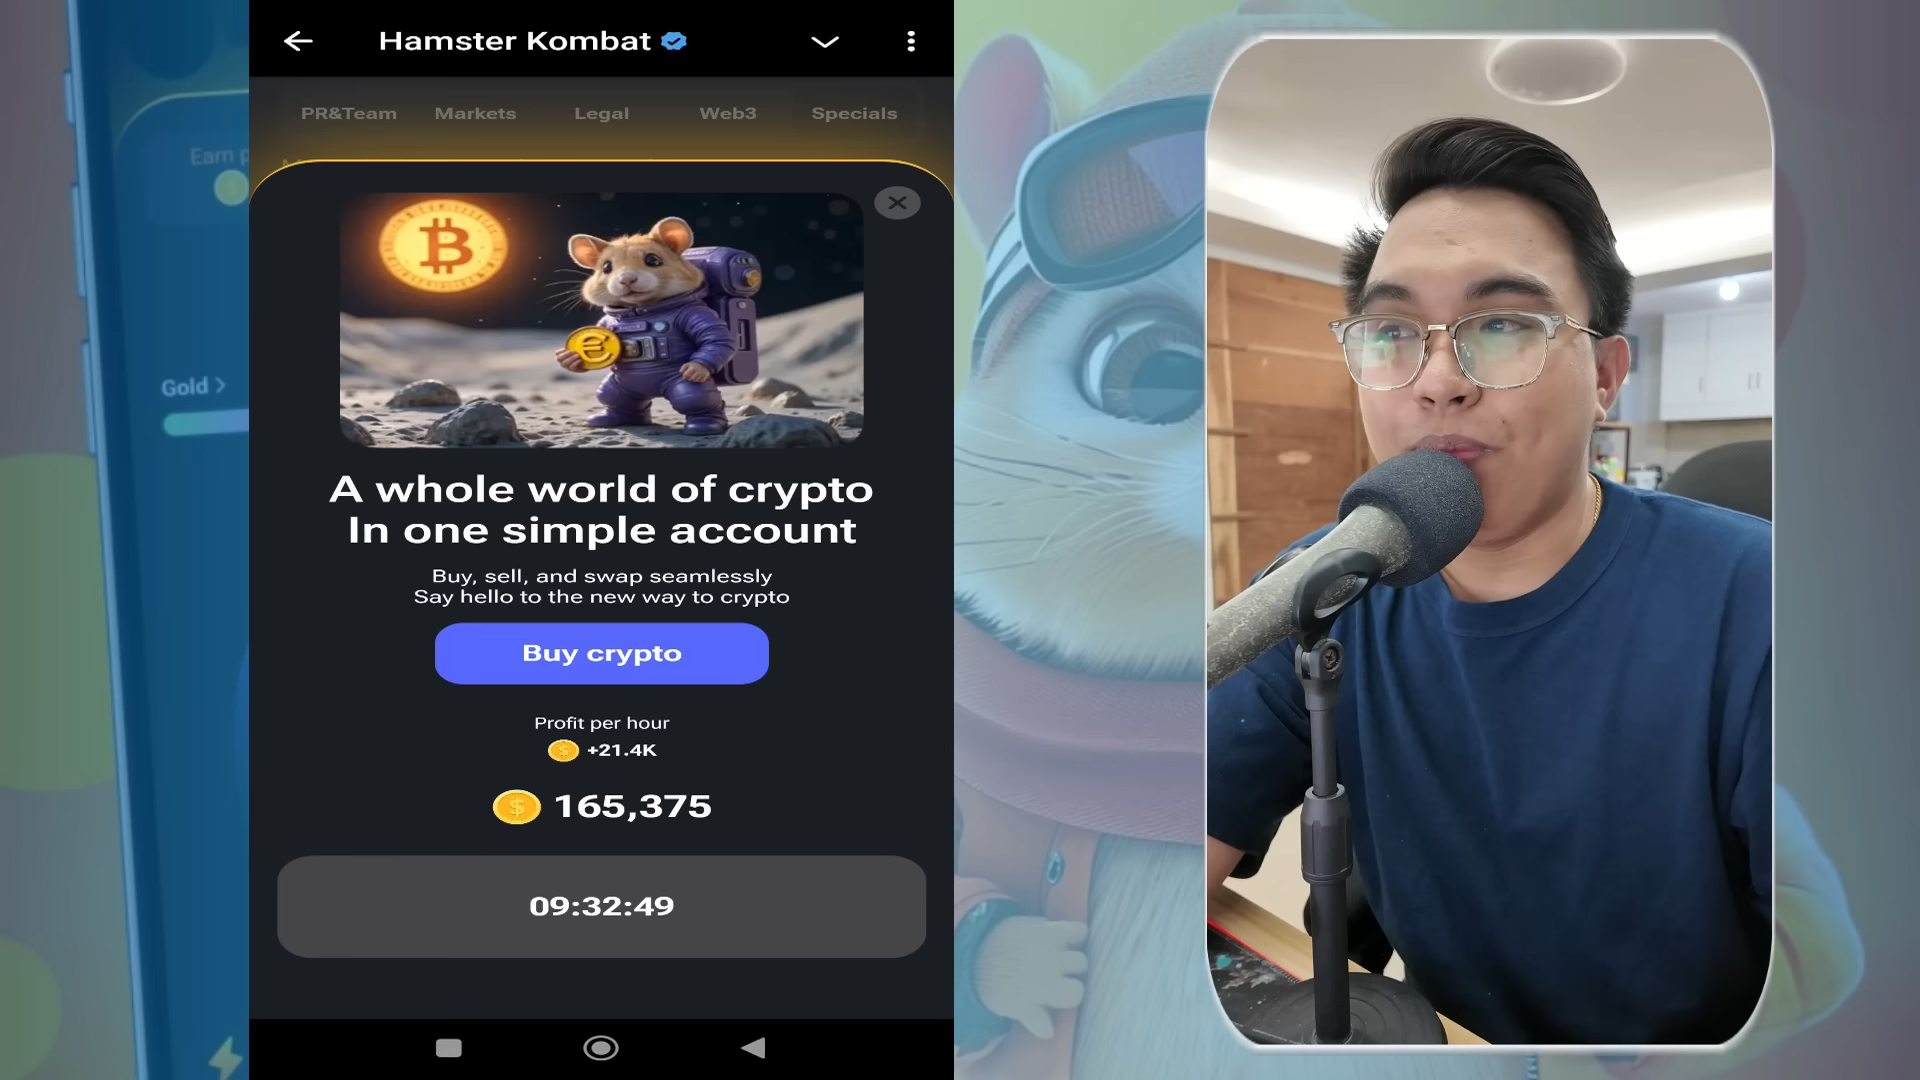 Hamster Kombat
PR&Team Markets Legal Web3 Specials
Earn p
Gold >
A whole world of crypto
In one simple account
Buy, sell, and swap seamlessly
Say hello to the new way to crypto
Buy crypto
Profit per hour
+21.4K
165,375
09:32:49